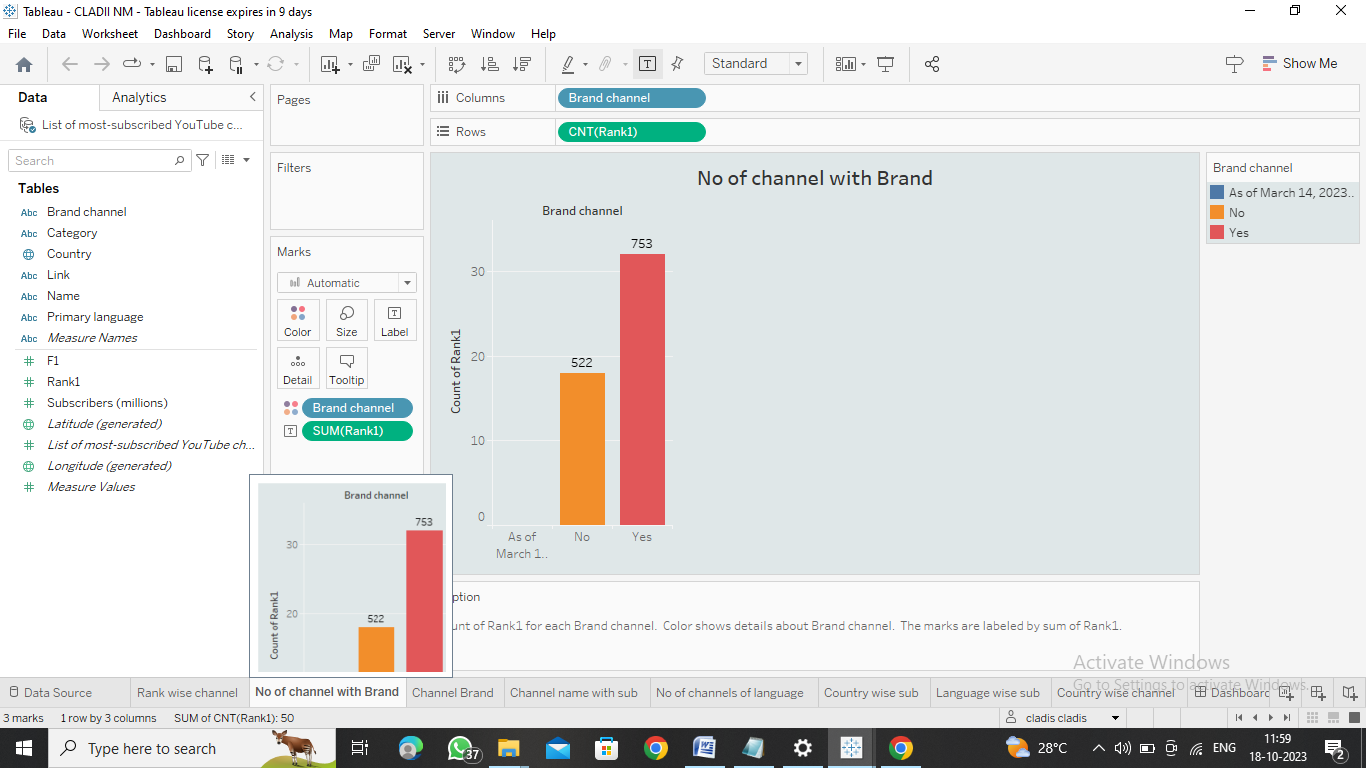 Tableau - CLADII NM - Tableau license expires in 9 days
File Data Worksheet Dashboard Story Analysis Map Format Server Window Help
Standard
Show Me
Data Analytics
List of most-subscribed YouTube c...
Search
Tables
Abc Brand channel
Abc Category
Country
Abc Link
Abc Name
Abc Primary language
Abc Measure Names
# F1
# Rank1
# Subscribers (millions)
Latitude (generated)
# List of most-subscribed YouTube ch...
Longitude (generated)
# Measure Values
Pages
Filters
Marks
Automatic
Color Size Label
Detail Tooltip
Brand channel
SUM(Rank1)
Columns Brand channel
Rows CNT(Rank1)
No of channel with Brand
Brand channel
753
522
30
20
10
0
Count of Rank1
As of
March 1..
No
Yes
Brand channel
As of March 14, 2023..
No
Yes
Brand channel
753
522
30
20
Count of Rank1
ption
unt of Rank1 for each Brand channel. Color shows details about Brand channel. The marks are labeled by sum of Rank1.
Activate Windows
Go to Settings to activate Windows.
Data Source Rank wise channel No of channel with Brand Channel Brand Channel name with sub No of channels of language Country wise sub Language wise sub Country wise channel Dashboard
3 marks 1 row by 3 columns SUM of CNT(Rank1): 50
cladis cladis
Type here to search
37
28°C
ENG
11:59
18-10-2023
2